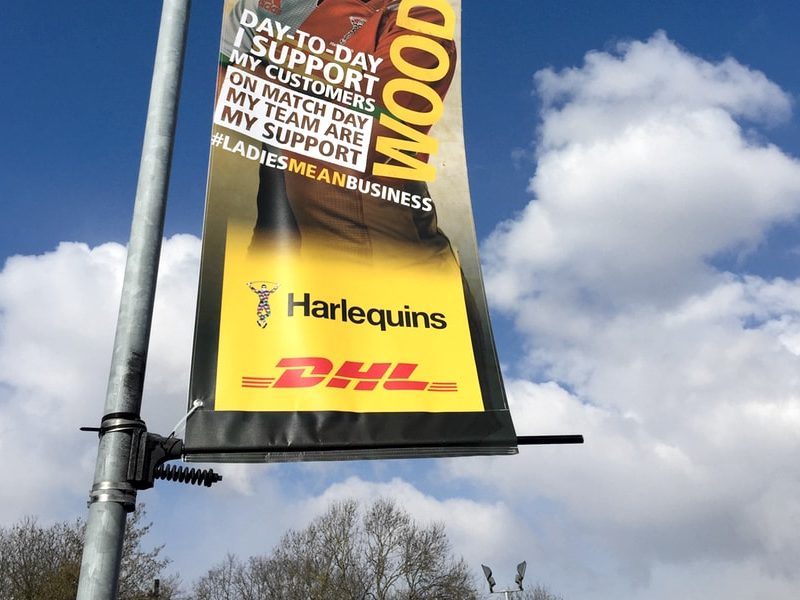 DAY-TO-DAY
I SUPPORT
MY CUSTOMERS
ON MATCH DAY
MY TEAM ARE
MY SUPPORT
#LADIESMEANBUSINESS
WOOD
Harlequins
DHL